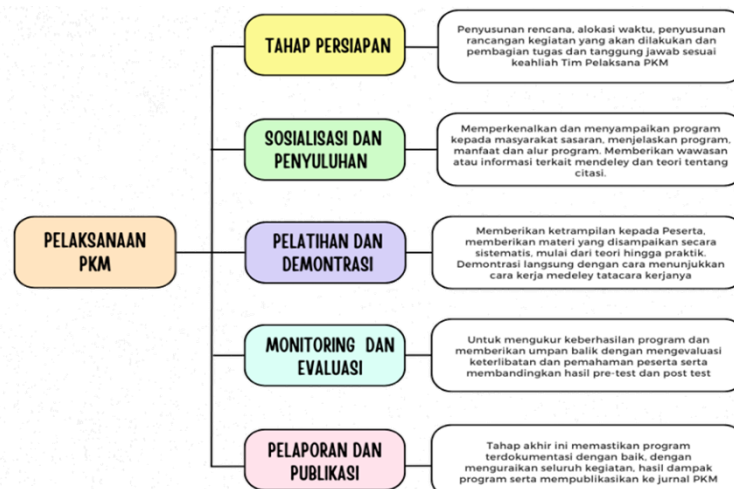 TAHAP PERSIAPAN
Penyusunan rencana, alokasi waktu, penyusunan
rancangan kegiatan yang akan dilakukan dan
pembagian tugas dan tanggung jawab sesuai
keahliah Tim Pelaksana PKM
SOSIALISASI DAN
PENYULUHAN
Memperkenalkan dan menyampaikan program
kepada masyarakat sasaran, menjelaskan program,
manfaat dan alur program. Memberikan wawasan
atau informasi terkait mendeley dan teori tentang
citasi.
PELAKSANAAN
PKM
PELATIHAN DAN
DEMONTRASI
Memberikan ketrampilan kepada Peserta,
memberikan materi yang disampaikan secara
sistematis, mulai dari teori hingga praktik.
Demontrasi langsung dengan cara menunjukkan
cara kerja medeley tatacara kerjanya
MONITORING DAN
EVALUASI
Untuk mengukur keberhasilan program dan
memberikan umpan balik dengan mengevaluasi
keterlibatan dan pemahaman peserta serta
membandingkan hasil pre-test dan post test
PELAPORAN DAN
PUBLIKASI
Tahap akhir ini memastikan program
terdokumentasi dengan baik, dengan
menguraikan seluruh kegiatan, hasil dampak
program serta mempublikasikan ke jurnal PKM